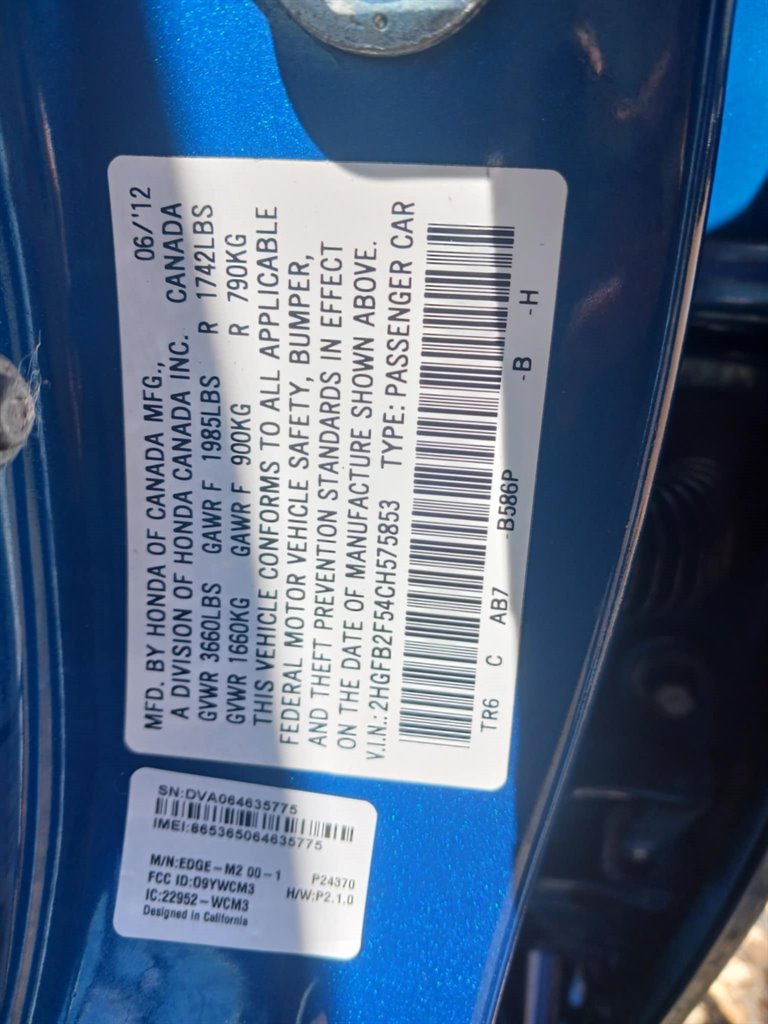 MFD. BY HONDA OF CANADA MFG., 06/'12
A DIVISION OF HONDA CANADA INC. CANADA
GVWR 3660LBS GAWR F 1985LBS R 1742LBS
GVWR 1660KG GAWR F 900KG R 790KG
THIS VEHICLE CONFORMS TO ALL APPLICABLE
FEDERAL MOTOR VEHICLE SAFETY, BUMPER,
AND THEFT PREVENTION STANDARDS IN EFFECT
ON THE DATE OF MANUFACTURE SHOWN ABOVE.
V.I.N.: 2HGFB2F54CH575853 TYPE: PASSENGER CAR
TR6 C AB7 -B586P -B -H
SN:DVA064635775
IMEI:865365064635775
M/N:EDGE-M2 00-1 P24370
FCC ID:O9YWCM3 H/W:P2.1.0
IC:22952-WCM3
Designed in California